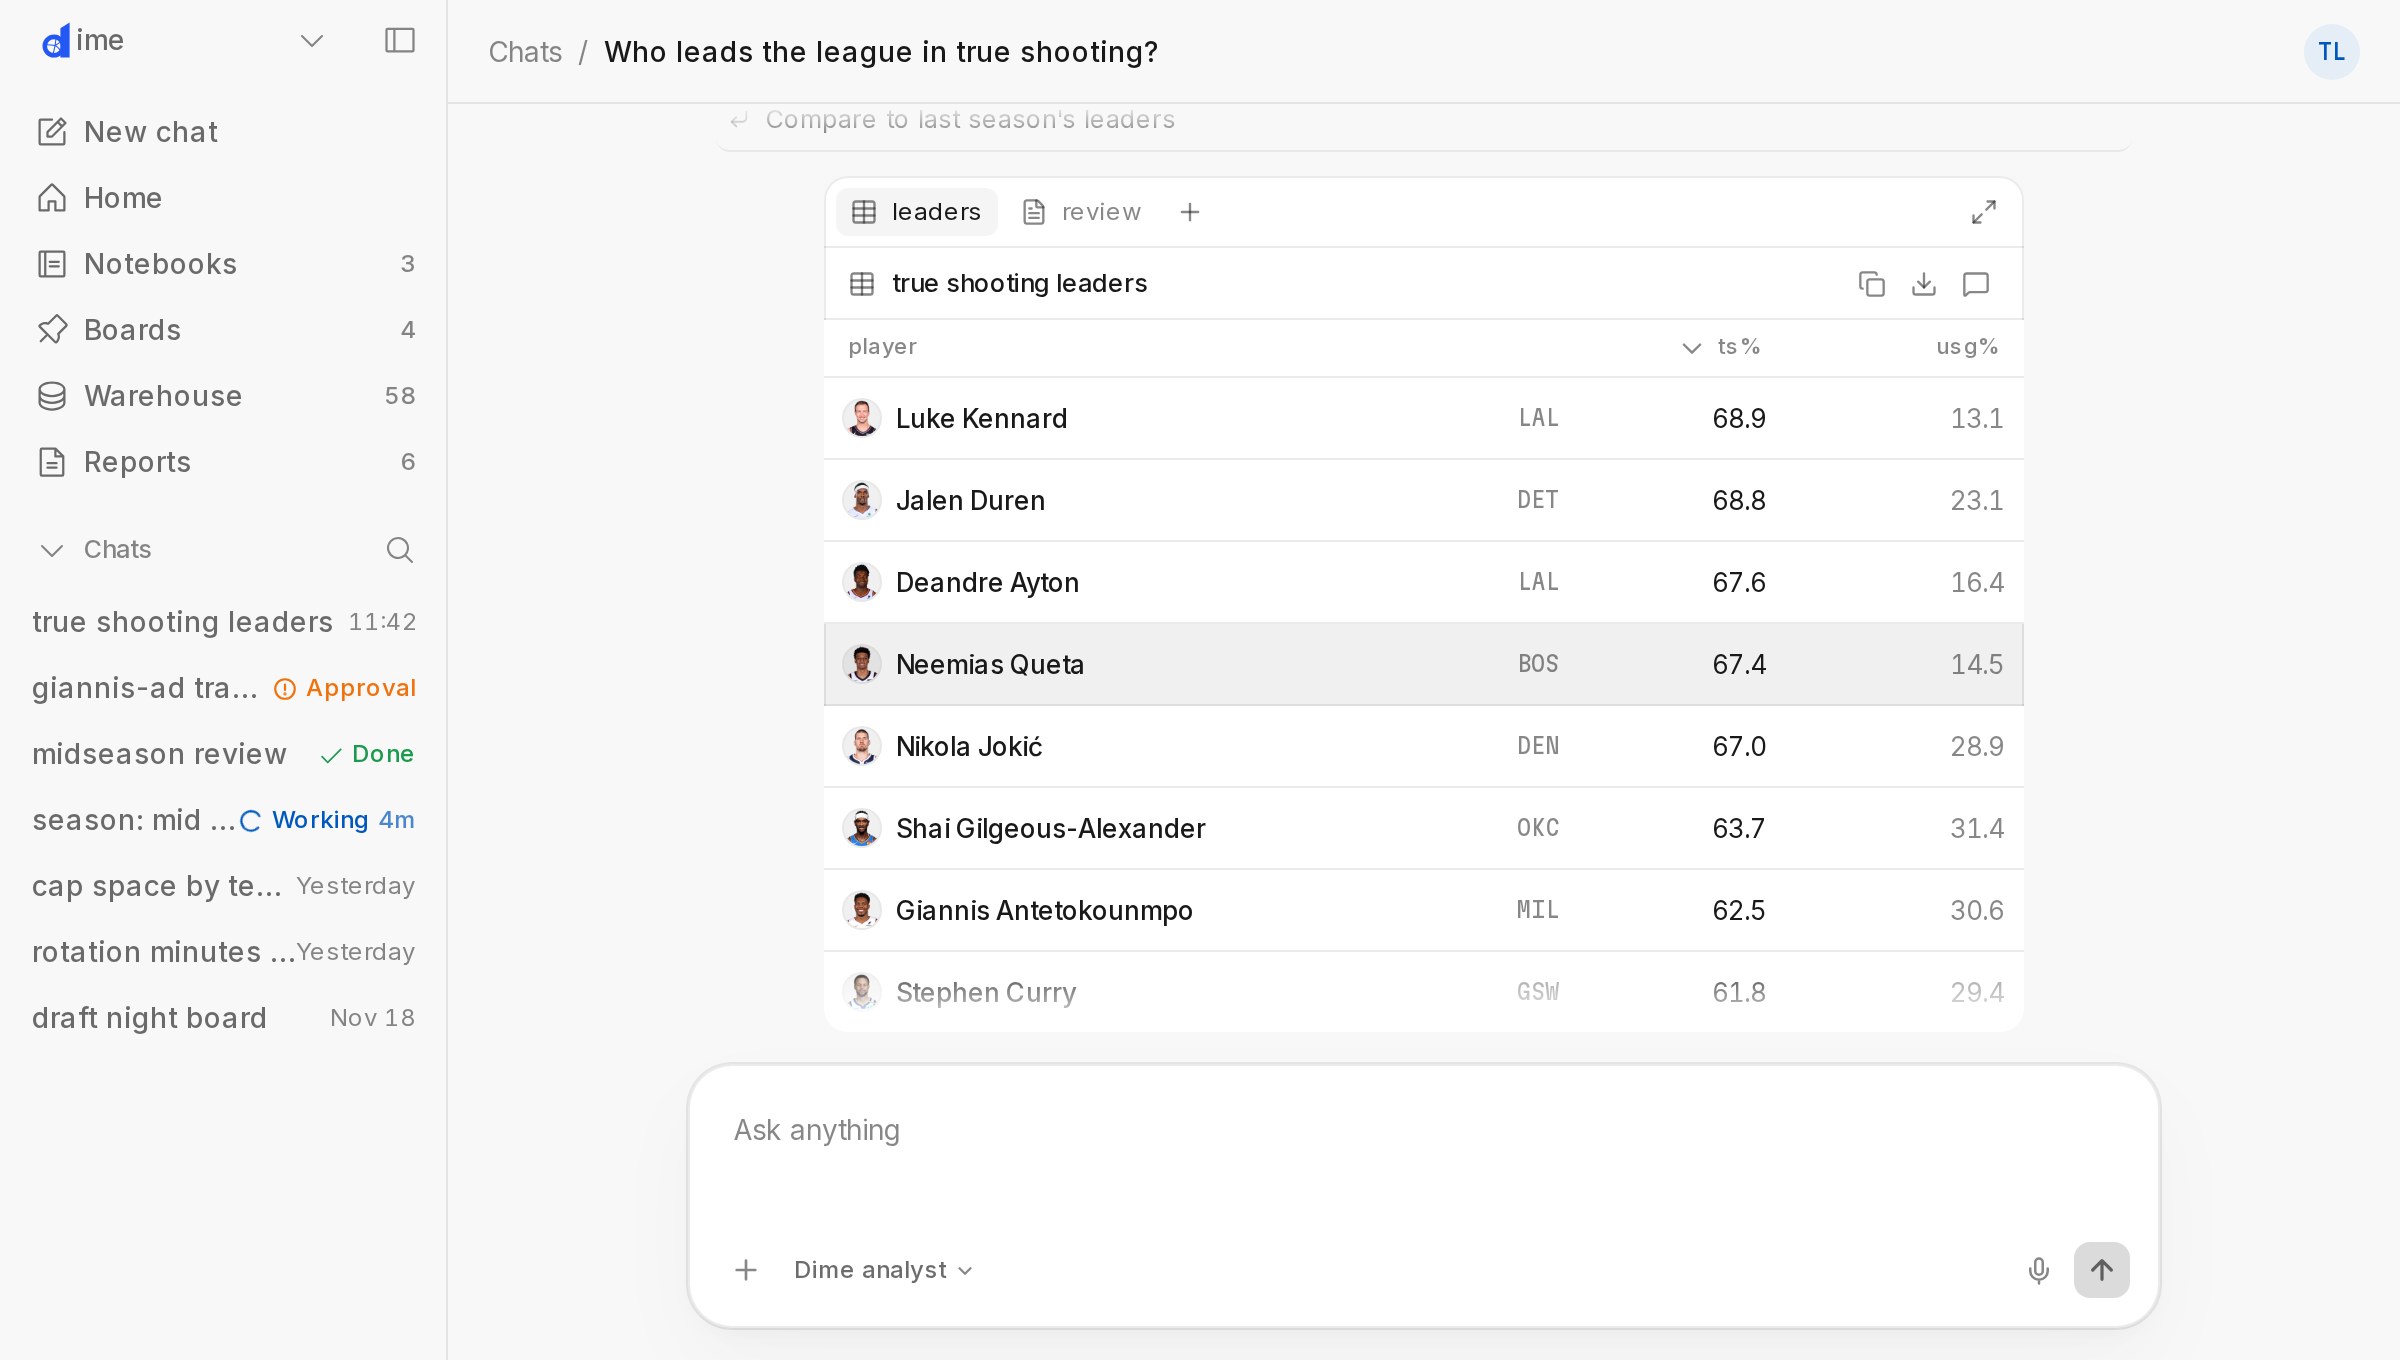 dime
New chat
Home
Notebooks 3
Boards 4
Warehouse 58
Reports 6
Chats
true shooting leaders 11:42
giannis-ad tra... Approval
midseason review Done
season: mid ... Working 4m
cap space by te... Yesterday
rotation minutes ... Yesterday
draft night board Nov 18
Chats / Who leads the league in true shooting?
TL
Compare to last season's leaders
leaders review
true shooting leaders
player ts% usg%
Luke Kennard LAL 68.9 13.1
Jalen Duren DET 68.8 23.1
Deandre Ayton LAL 67.6 16.4
Neemias Queta BOS 67.4 14.5
Nikola Jokić DEN 67.0 28.9
Shai Gilgeous-Alexander OKC 63.7 31.4
Giannis Antetokounmpo MIL 62.5 30.6
Stephen Curry GSW 61.8 29.4
Ask anything
Dime analyst